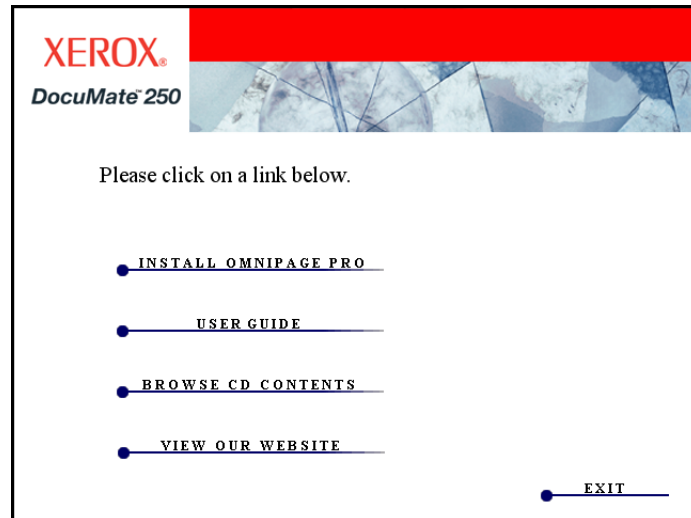 XEROX®
DocuMate™ 250
Please click on a link below.
INSTALL OMNIPAGE PRO
USER GUIDE
BROWSE CD CONTENTS
VIEW OUR WEBSITE
EXIT